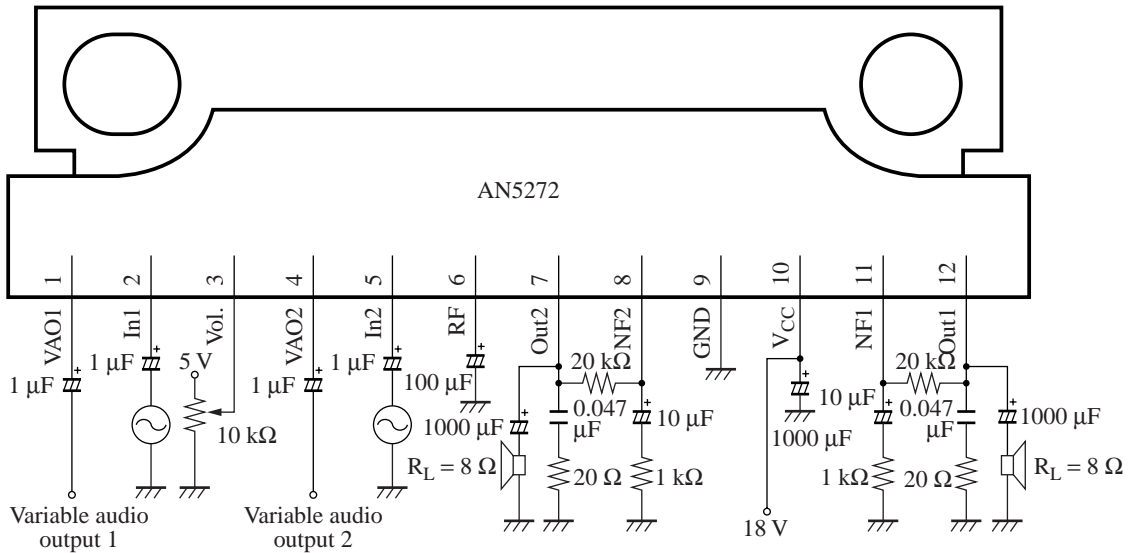 AN5272
1
2
3
4
5
6
7
8
9
10
11
12
VAO1
In1
Vol.
VAO2
In2
RF
Out2
NF2
GND
VCC
NF1
Out1
1 μF
1 μF
5 V
10 kΩ
1 μF
1 μF
100 μF
1000 μF
RL = 8 Ω
20 kΩ
0.047
μF
10 μF
20 Ω
1 kΩ
1000 μF
18 V
10 μF
20 kΩ
0.047
μF
1000 μF
1 kΩ
20 Ω
RL = 8 Ω
Variable audio
output 1
Variable audio
output 2